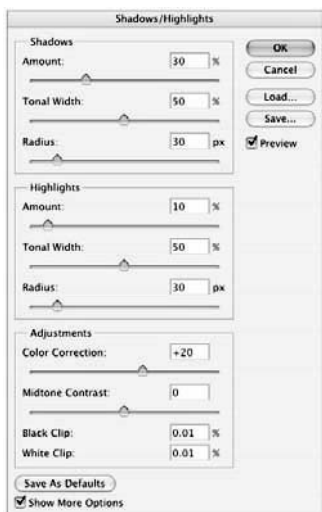 Shadows/Highlights
Shadows
Amount: 30 %
Tonal Width: 50 %
Radius: 30 px
Highlights
Amount: 10 %
Tonal Width: 50 %
Radius: 30 px
Adjustments
Color Correction: +20
Midtone Contrast: 0
Black Clip: 0.01 %
White Clip: 0.01 %
Save As Defaults
Show More Options
OK
Cancel
Load...
Save...
Preview